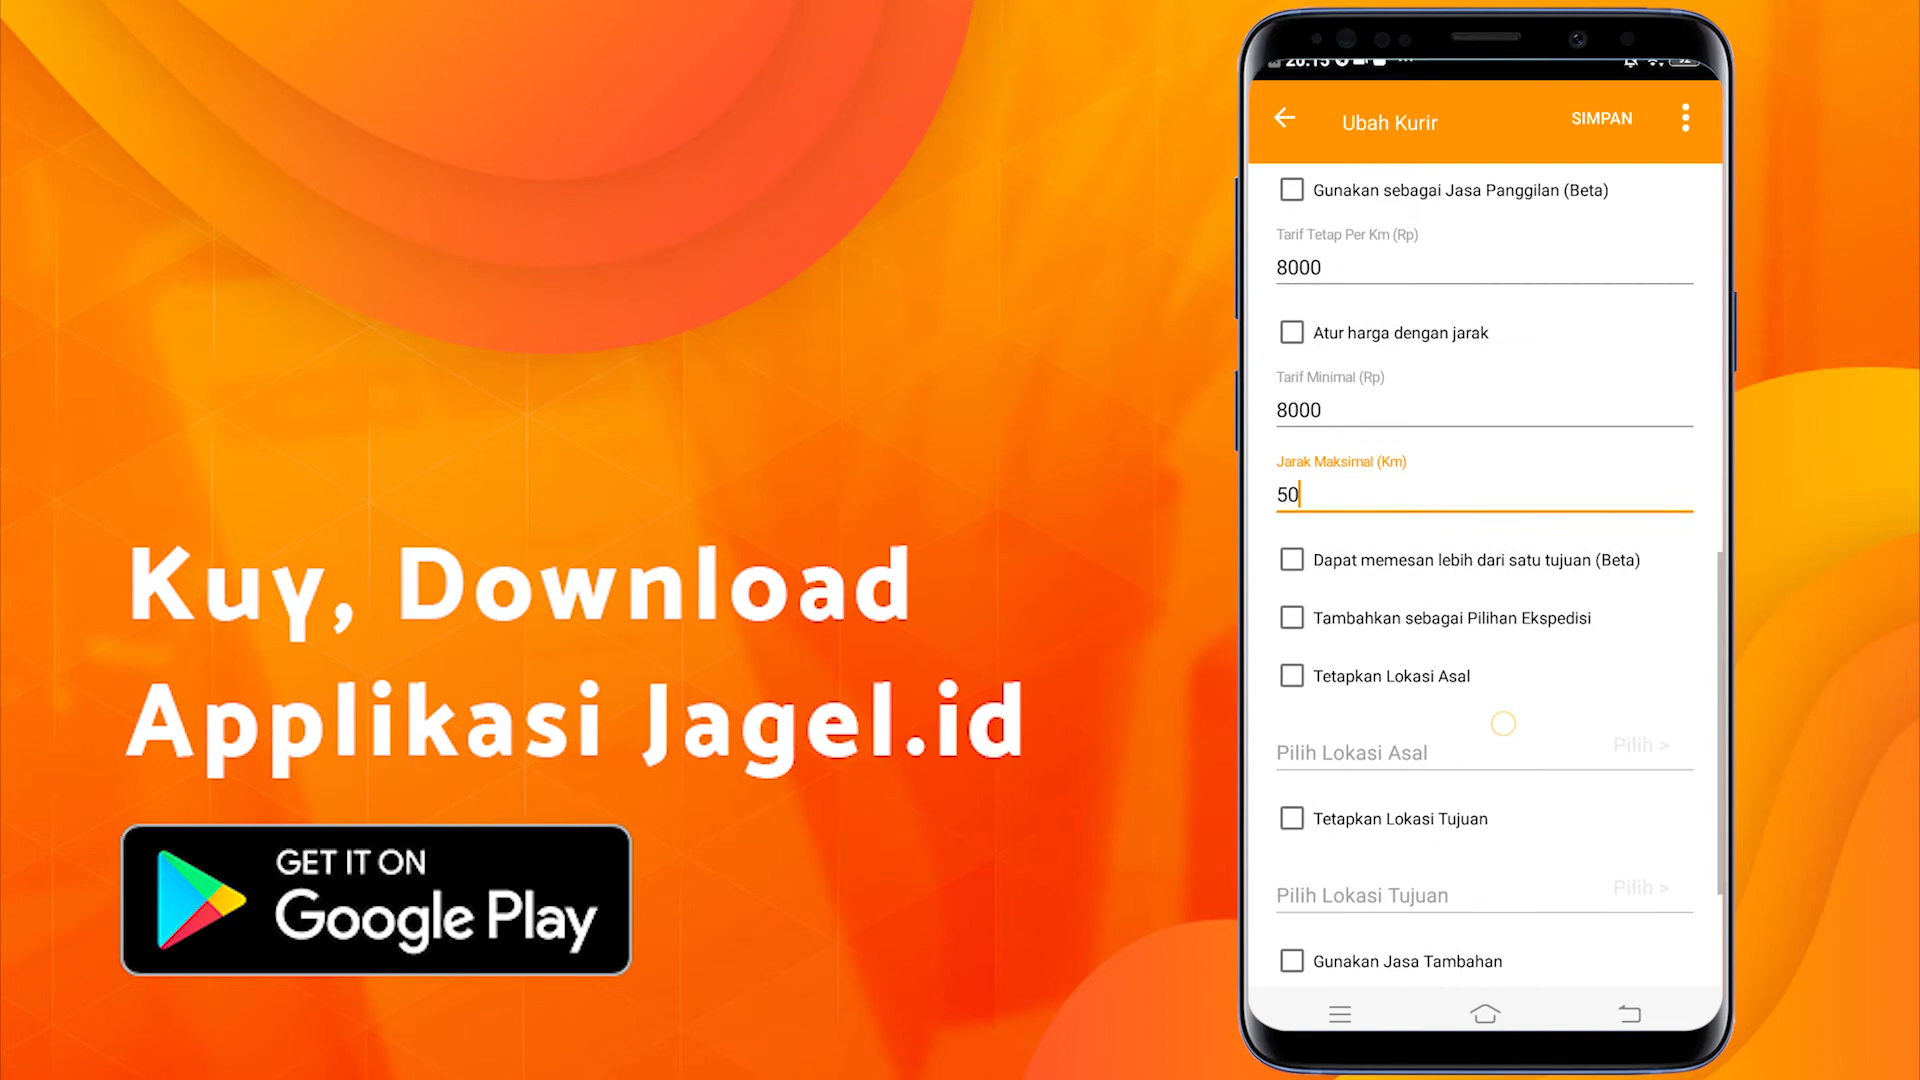 Kuy, Download
Applikasi Jagel.id
GET IT ON
Google Play
20.15
92
Ubah Kurir
SIMPAN
Gunakan sebagai Jasa Panggilan (Beta)
Tarif Tetap Per Km (Rp)
8000
Atur harga dengan jarak
Tarif Minimal (Rp)
8000
Jarak Maksimal (Km)
50
Dapat memesan lebih dari satu tujuan (Beta)
Tambahkan sebagai Pilihan Ekspedisi
Tetapkan Lokasi Asal
Pilih Lokasi Asal
Pilih >
Tetapkan Lokasi Tujuan
Pilih Lokasi Tujuan
Pilih >
Gunakan Jasa Tambahan